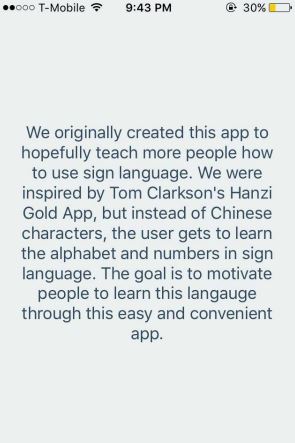 T-Mobile 9:43 PM 30%
We originally created this app to
hopefully teach more people how
to use sign language. We were
inspired by Tom Clarkson's Hanzi
Gold App, but instead of Chinese
characters, the user gets to learn
the alphabet and numbers in sign
language. The goal is to motivate
people to learn this langauge
through this easy and convenient
app.